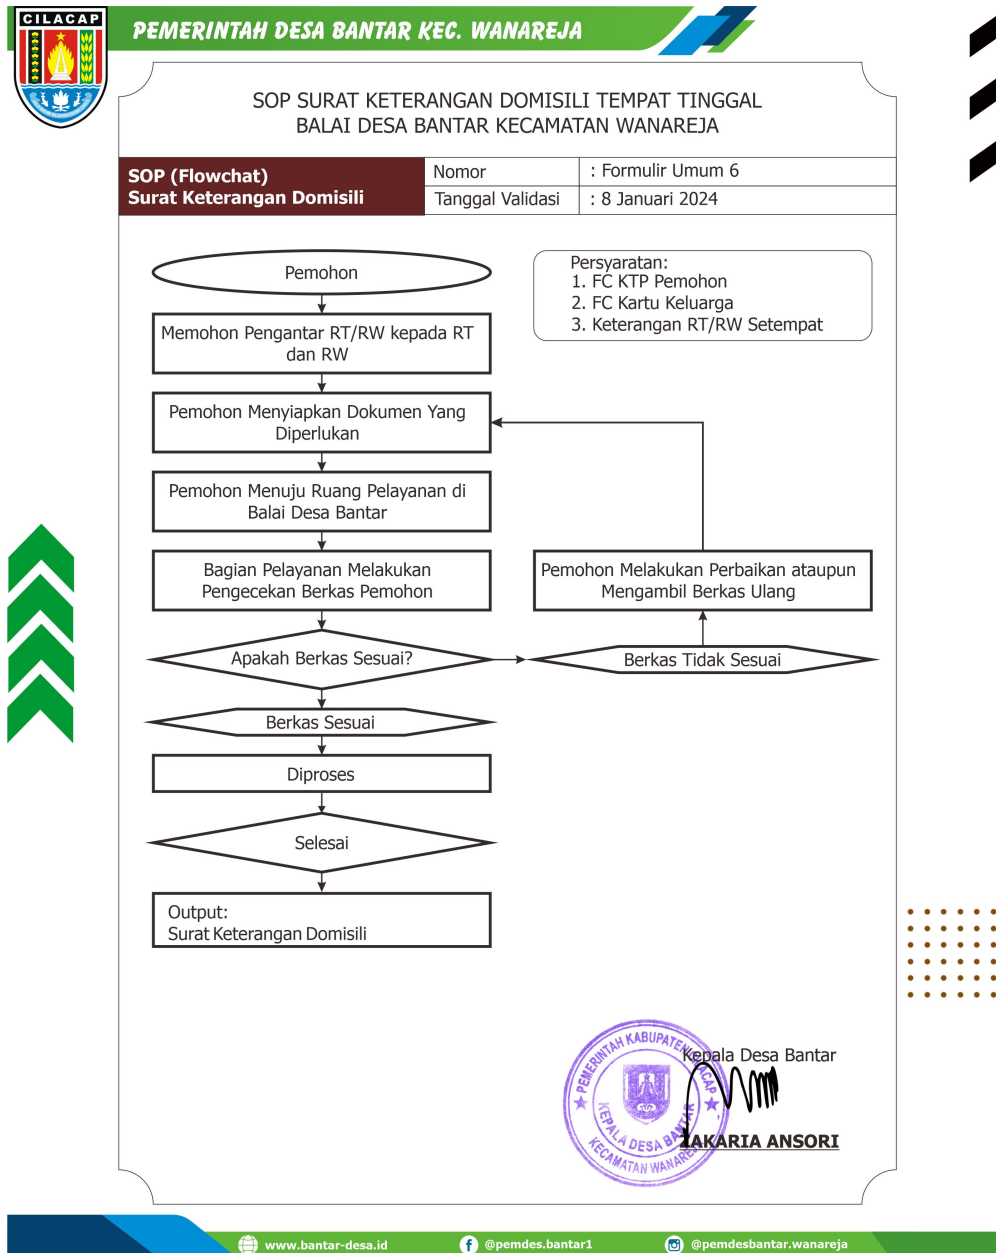 CILACAP
PEMERINTAH DESA BANTAR KEC. WANAREJA
SOP SURAT KETERANGAN DOMISILI TEMPAT TINGGAL
BALAI DESA BANTAR KECAMATAN WANAREJA
SOP (Flowchat)
Surat Keterangan Domisili
Nomor : Formulir Umum 6
Tanggal Validasi : 8 Januari 2024
Pemohon
Persyaratan:
1. FC KTP Pemohon
2. FC Kartu Keluarga
3. Keterangan RT/RW Setempat
Memohon Pengantar RT/RW kepada RT
dan RW
Pemohon Menyiapkan Dokumen Yang
Diperlukan
Pemohon Menuju Ruang Pelayanan di
Balai Desa Bantar
Bagian Pelayanan Melakukan
Pengecekan Berkas Pemohon
Pemohon Melakukan Perbaikan ataupun
Mengambil Berkas Ulang
Apakah Berkas Sesuai?
Berkas Tidak Sesuai
Berkas Sesuai
Diproses
Selesai
Output:
Surat Keterangan Domisili
Kepala Desa Bantar
PEMERINTAH KABUPATEN CILACAP
KEPALA DESA BANTAR
KECAMATAN WANAREJA
ZAKARIA ANSORI
www.bantar-desa.id
@pemdes.bantar1
@pemdesbantar.wanareja